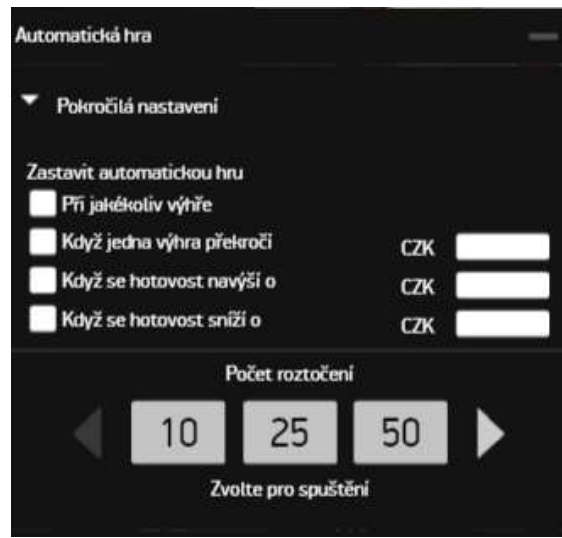 Automatická hra
Pokročilá nastavení
Zastavit automatickou hru
Při jakékoliv výhře
Když jedna výhra překročí CZK
Když se hotovost navýší o CZK
Když se hotovost sníží o CZK
Počet roztočení
10 25 50
Zvolte pro spuštění